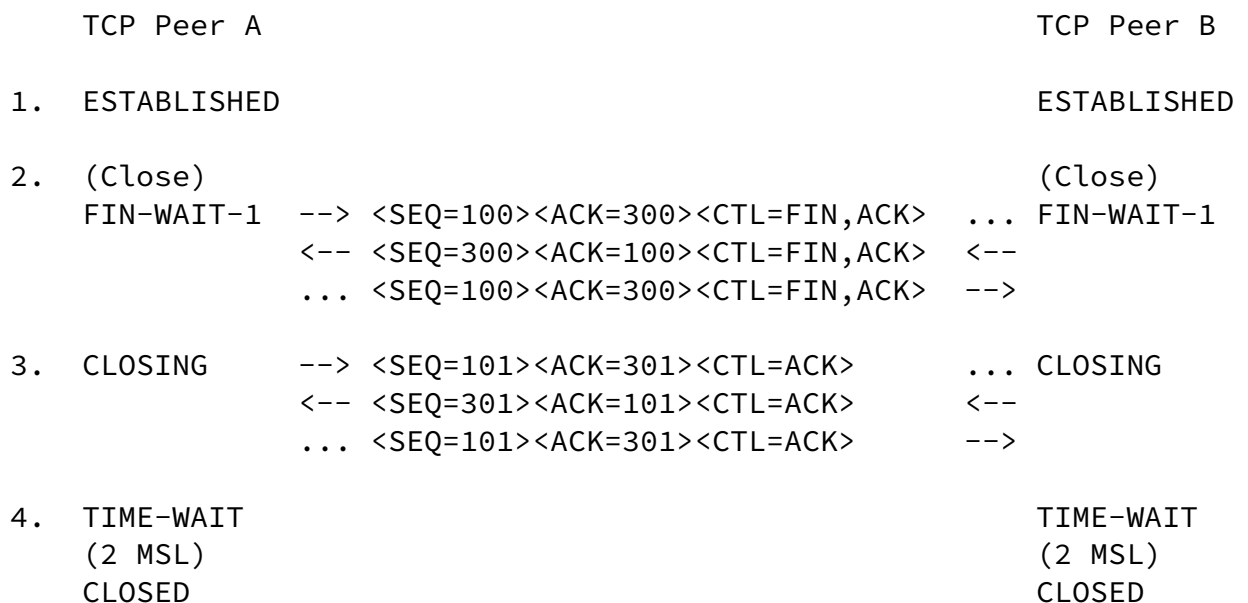 TCP Peer A                                           TCP Peer B
1.  ESTABLISHED                                          ESTABLISHED
2.  (Close)                                              (Close)
    FIN-WAIT-1  --> <SEQ=100><ACK=300><CTL=FIN,ACK>  ... FIN-WAIT-1
                <-- <SEQ=300><ACK=100><CTL=FIN,ACK>  <--
                ... <SEQ=100><ACK=300><CTL=FIN,ACK>  -->
3.  CLOSING     --> <SEQ=101><ACK=301><CTL=ACK>      ... CLOSING
                <-- <SEQ=301><ACK=101><CTL=ACK>      <--
                ... <SEQ=101><ACK=301><CTL=ACK>      -->
4.  TIME-WAIT                                            TIME-WAIT
    (2 MSL)                                              (2 MSL)
    CLOSED                                               CLOSED